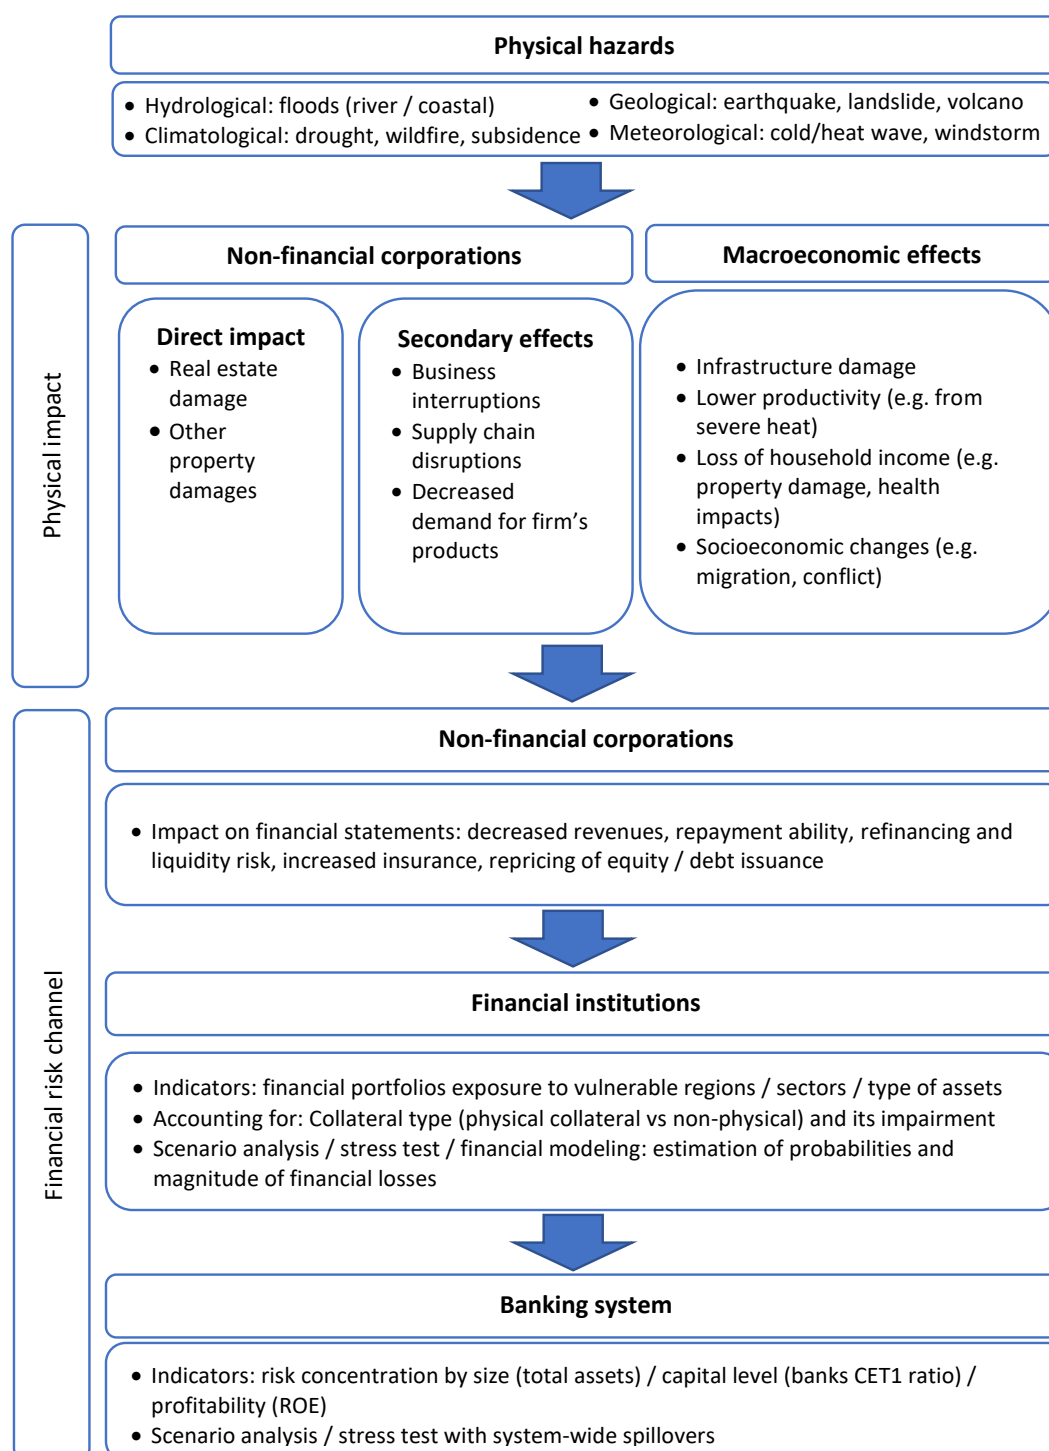 Physical hazards
• Hydrological: floods (river / coastal)
• Climatological: drought, wildfire, subsidence
• Geological: earthquake, landslide, volcano
• Meteorological: cold/heat wave, windstorm
Physical impact
Non-financial corporations
Macroeconomic effects
Direct impact
• Real estate
damage
• Other
property
damages
Secondary effects
• Business
interruptions
• Supply chain
disruptions
• Decreased
demand for firm’s
products
• Infrastructure damage
• Lower productivity (e.g. from
severe heat)
• Loss of household income (e.g.
property damage, health
impacts)
• Socioeconomic changes (e.g.
migration, conflict)
Financial risk channel
Non-financial corporations
• Impact on financial statements: decreased revenues, repayment ability, refinancing and
liquidity risk, increased insurance, repricing of equity / debt issuance
Financial institutions
• Indicators: financial portfolios exposure to vulnerable regions / sectors / type of assets
• Accounting for: Collateral type (physical collateral vs non-physical) and its impairment
• Scenario analysis / stress test / financial modeling: estimation of probabilities and
magnitude of financial losses
Banking system
• Indicators: risk concentration by size (total assets) / capital level (banks CET1 ratio) /
profitability (ROE)
• Scenario analysis / stress test with system-wide spillovers